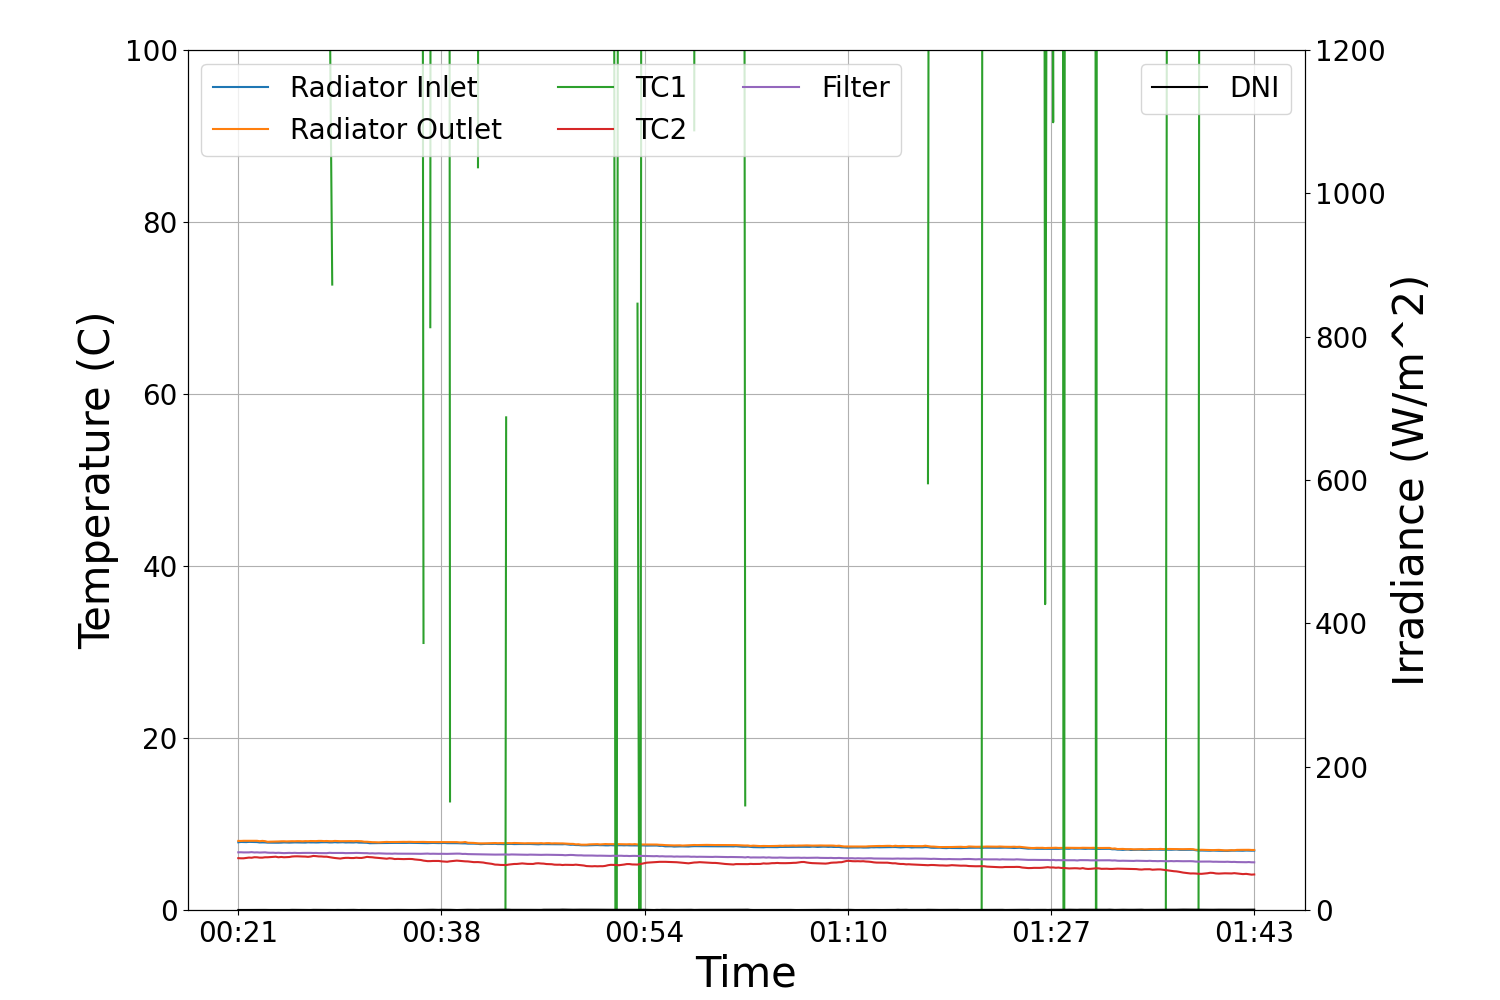 100
80
60
40
20
0
Temperature (C)
Radiator Inlet
Radiator Outlet
TC1
TC2
Filter
DNI
1200
1000
800
600
400
200
0
Irradiance (W/m^2)
00:21 00:38 00:54 01:10 01:27 01:43
Time